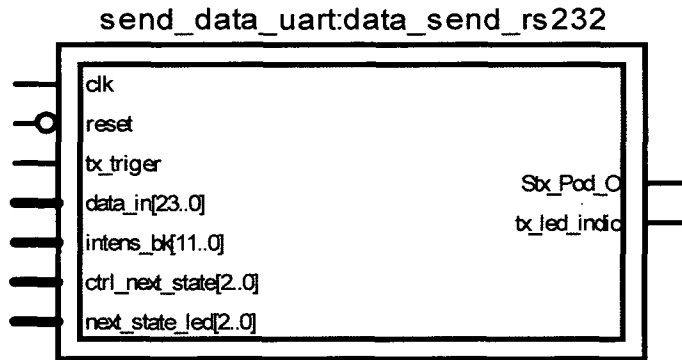 send_data_uart:data_send_rs232
clk
reset
tx_triger
data_in[23..0]
intens_bk[11..0]
ctrl_next_state[2..0]
next_state_led[2..0]
Stx_Pod_O
tx_led_indic